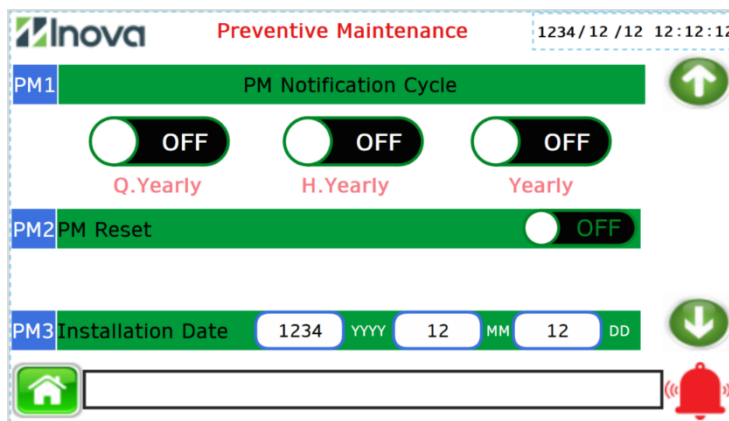 Inova Preventive Maintenance 1234/12/12 12:12:12
PM1 PM Notification Cycle
OFF OFF OFF
Q.Yearly H.Yearly Yearly
PM2 PM Reset OFF
PM3 Installation Date 1234 YYYY 12 MM 12 DD